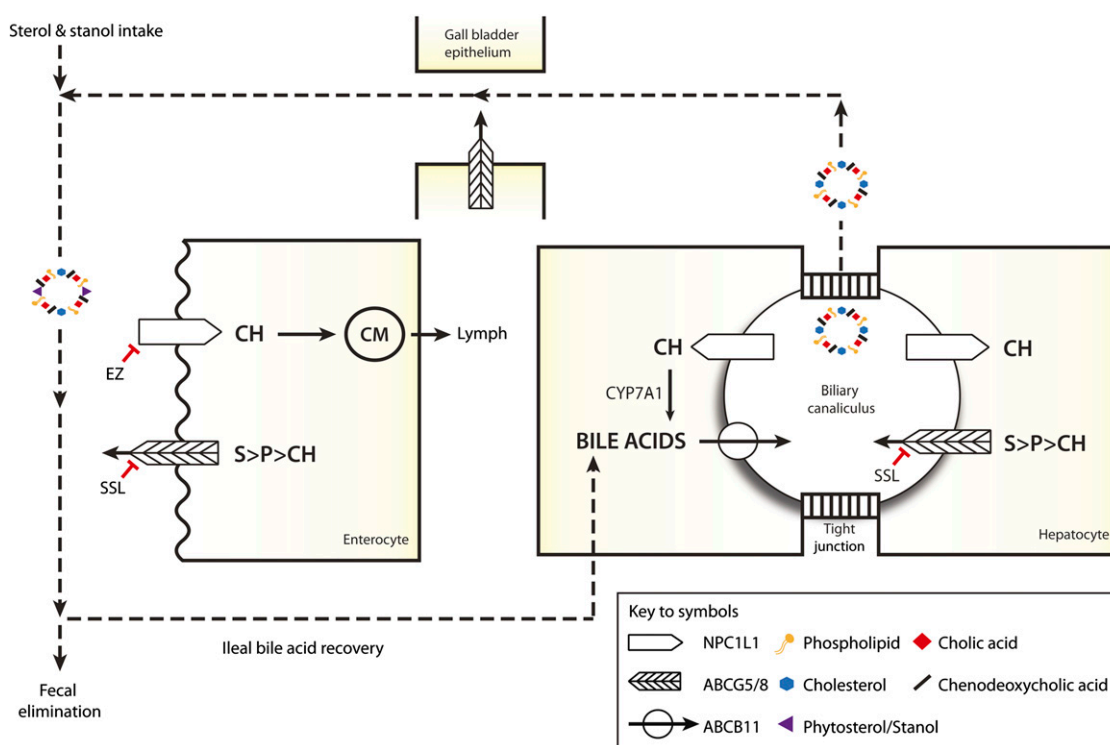 Sterol & stanol intake
Gall bladder
epithelium
EZ
CH
CM
Lymph
SSL
S>P>CH
Enterocyte
CH
CYP7A1
BILE ACIDS
Biliary
canaliculus
CH
SSL
S>P>CH
Tight
junction
Hepatocyte
Ileal bile acid recovery
Fecal
elimination
Key to symbols
NPC1L1
Phospholipid
Cholic acid
ABCG5/8
Cholesterol
Chenodeoxycholic acid
ABCB11
Phytosterol/Stanol